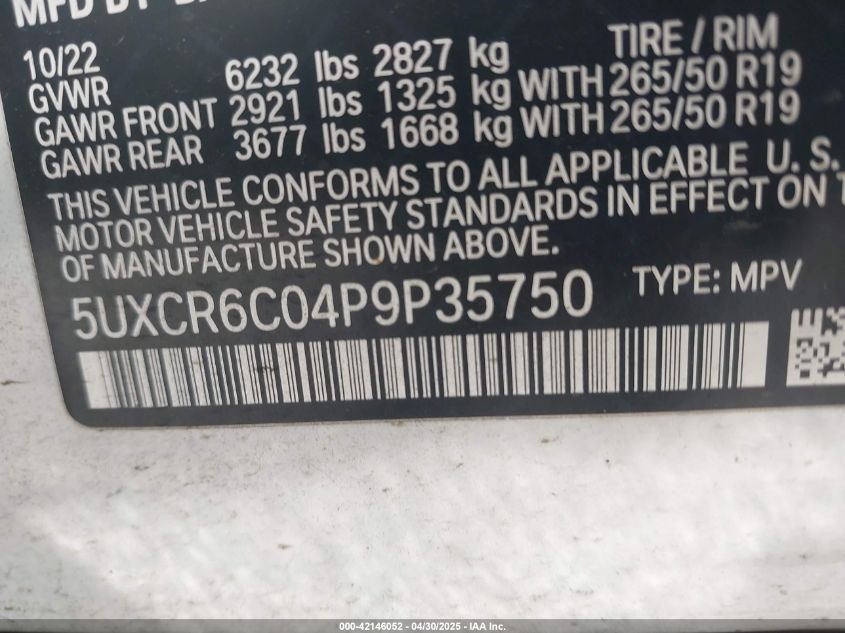 MFD BY
10/22 TIRE / RIM
GVWR 6232 lbs 2827 kg
GAWR FRONT 2921 lbs 1325 kg WITH 265/50 R19
GAWR REAR 3677 lbs 1668 kg WITH 265/50 R19
THIS VEHICLE CONFORMS TO ALL APPLICABLE U. S.
MOTOR VEHICLE SAFETY STANDARDS IN EFFECT ON
OF MANUFACTURE SHOWN ABOVE.
5UXCR6C04P9P35750 TYPE: MPV
000-42146052 - 04/30/2025 - IAA Inc.